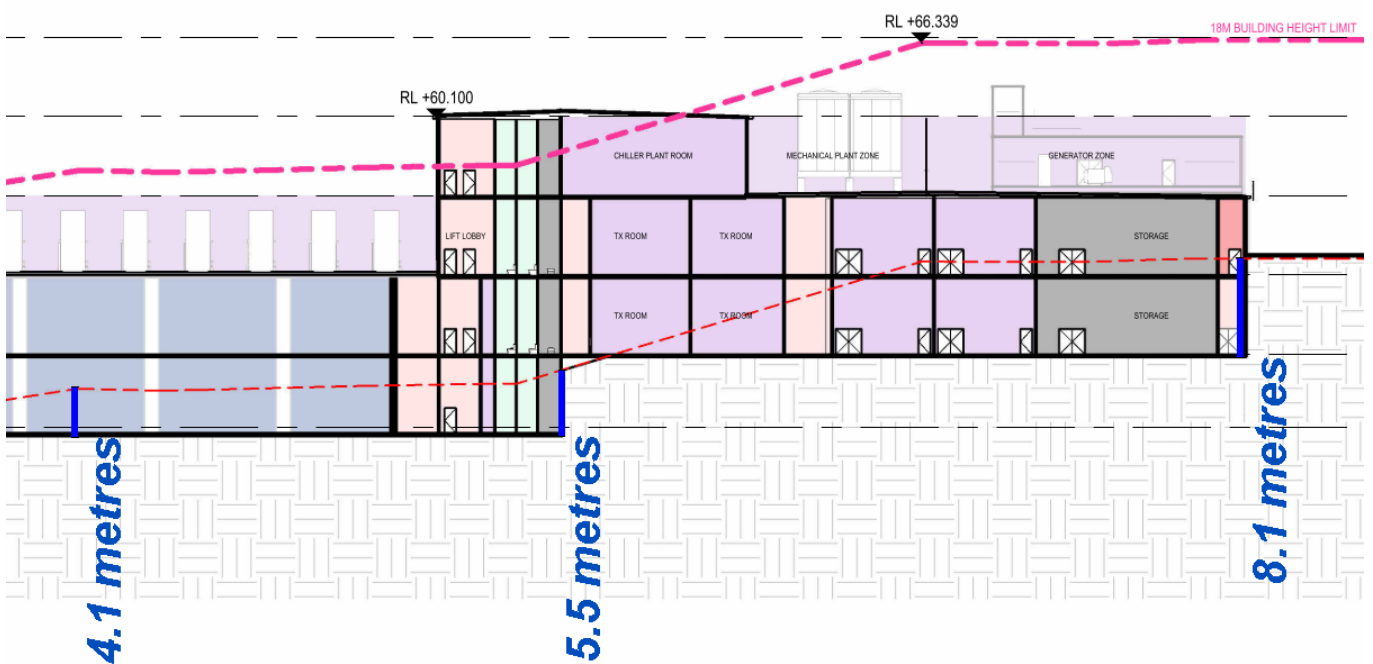 RL +66.339
18M BUILDING HEIGHT LIMIT
RL +60.100
CHILLER PLANT ROOM
MECHANICAL PLANT ZONE
GENERATOR ZONE
LIFT LOBBY
TX ROOM
TX ROOM
STORAGE
TX ROOM
TX ROOM
STORAGE
4.1 metres
5.5 metres
8.1 metres